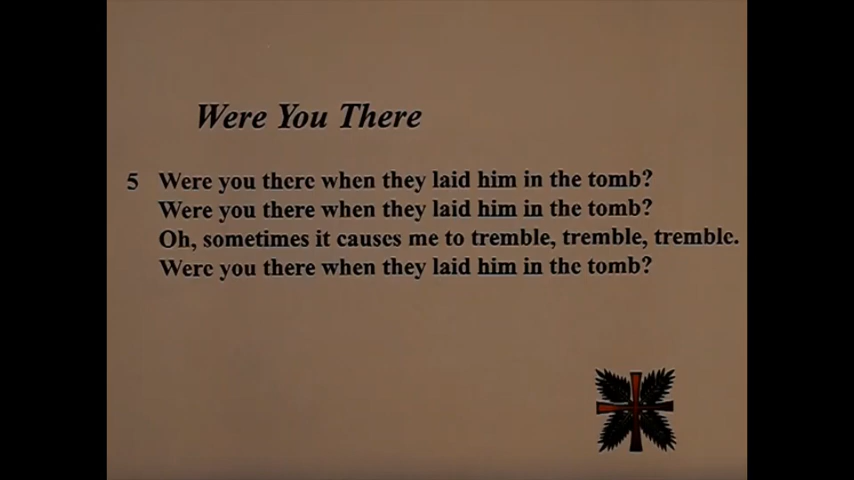 Were You There
5 Were you there when they laid him in the tomb?
Were you there when they laid him in the tomb?
Oh, sometimes it causes me to tremble, tremble, tremble.
Were you there when they laid him in the tomb?